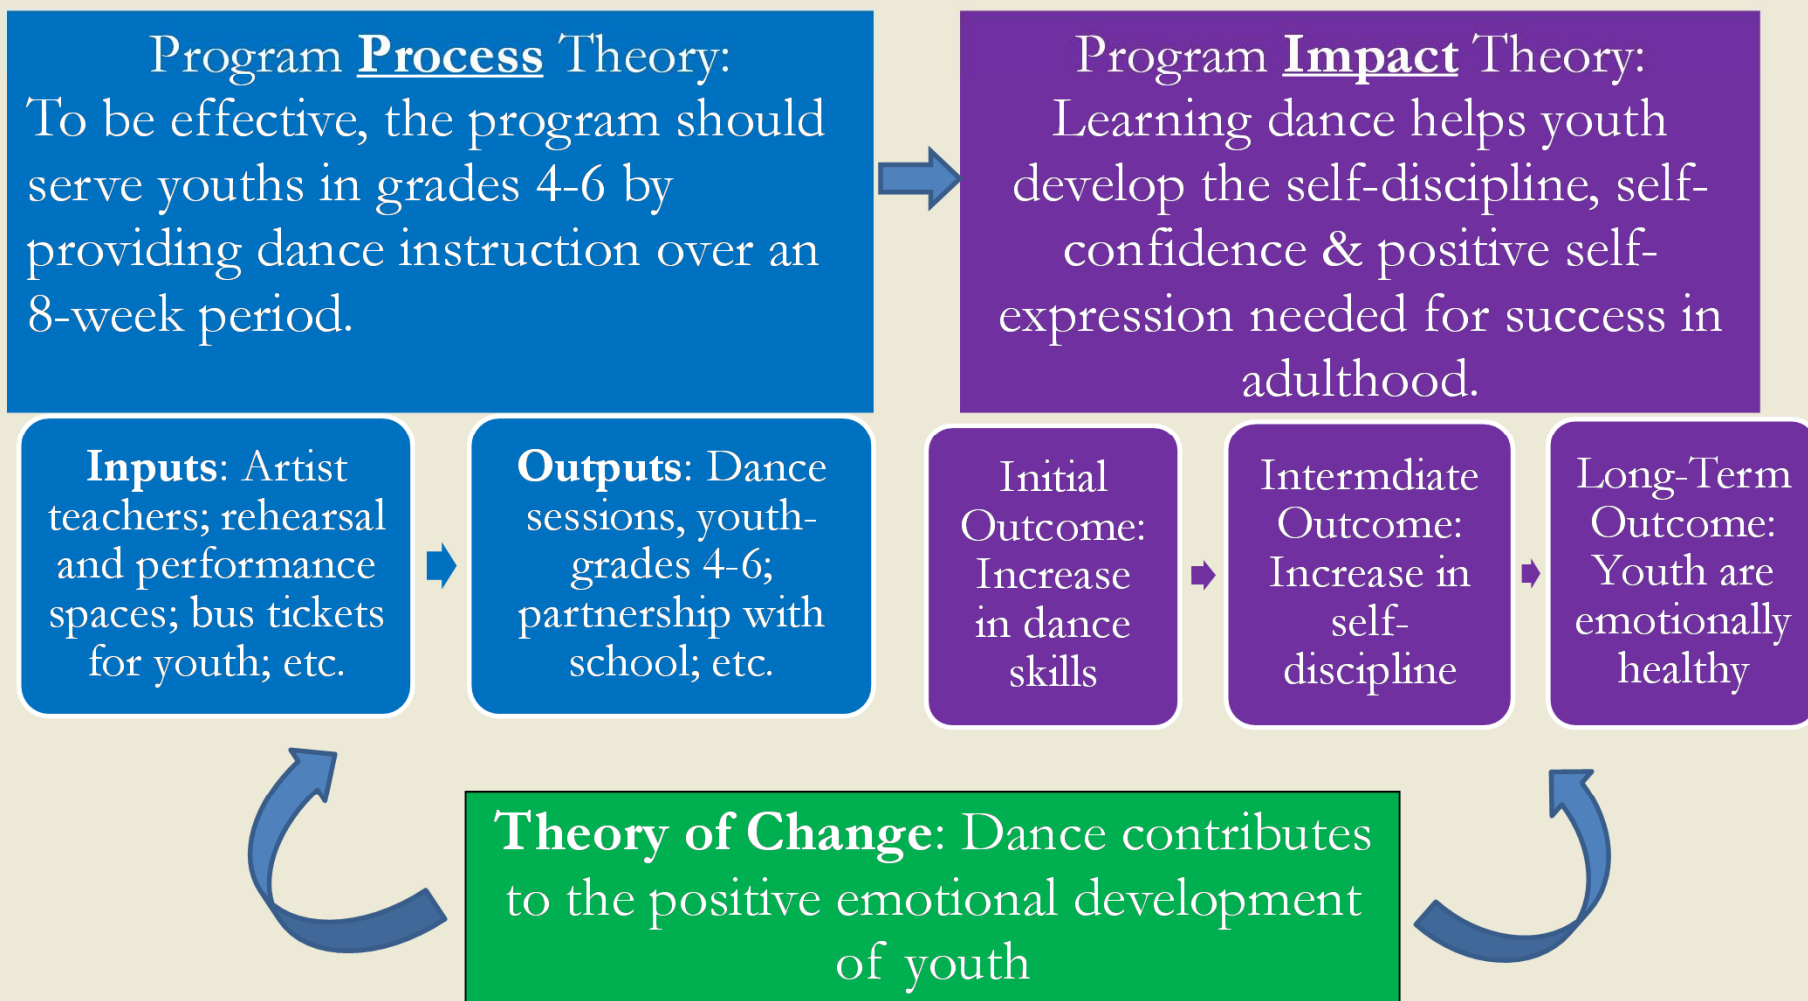 Program Process Theory:
To be effective, the program should
serve youths in grades 4-6 by
providing dance instruction over an
8-week period.
Program Impact Theory:
Learning dance helps youth
develop the self-discipline, self-
confidence & positive self-
expression needed for success in
adulthood.
Inputs: Artist
teachers; rehearsal
and performance
spaces; bus tickets
for youth; etc.
Outputs: Dance
sessions, youth-
grades 4-6;
partnership with
school; etc.
Initial
Outcome:
Increase
in dance
skills
Intermdiate
Outcome:
Increase in
self-
discipline
Long-Term
Outcome:
Youth are
emotionally
healthy
Theory of Change: Dance contributes
to the positive emotional development
of youth